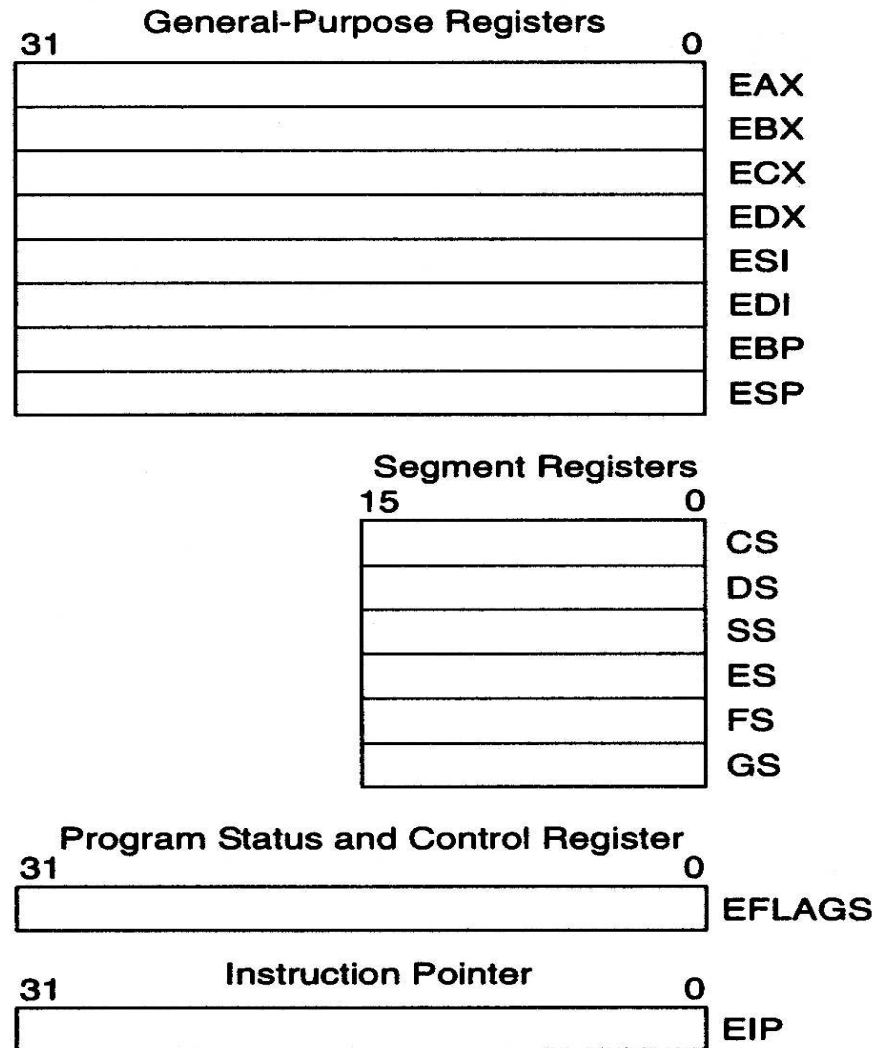 General-Purpose Registers
31 0
EAX
EBX
ECX
EDX
ESI
EDI
EBP
ESP
Segment Registers
15 0
CS
DS
SS
ES
FS
GS
Program Status and Control Register
31 0
EFLAGS
Instruction Pointer
31 0
EIP